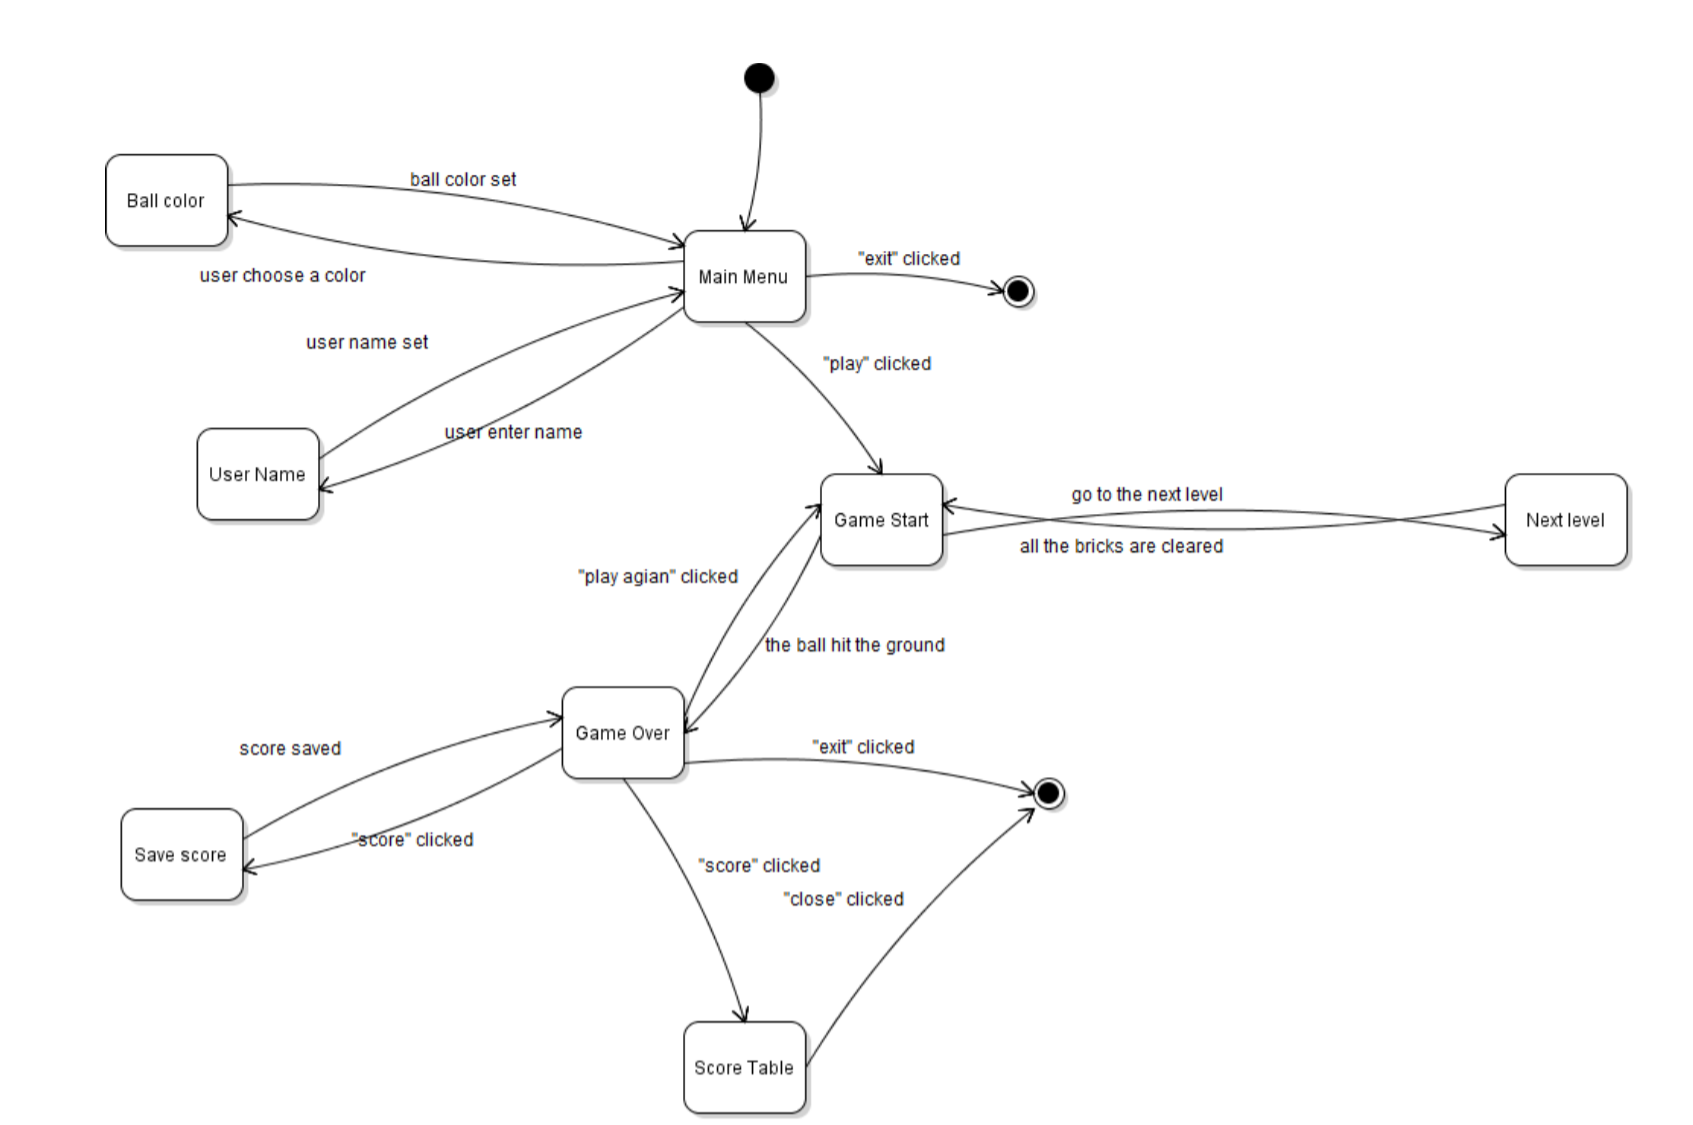 ball color set
Ball color
"exit" clicked
user choose a color
Main Menu
user name set
"play" clicked
user enter name
User Name
go to the next level
Game Start
Next level
all the bricks are cleared
"play agian" clicked
the ball hit the ground
Game Over
"exit" clicked
score saved
"score" clicked
Save score
"score" clicked
"close" clicked
Score Table